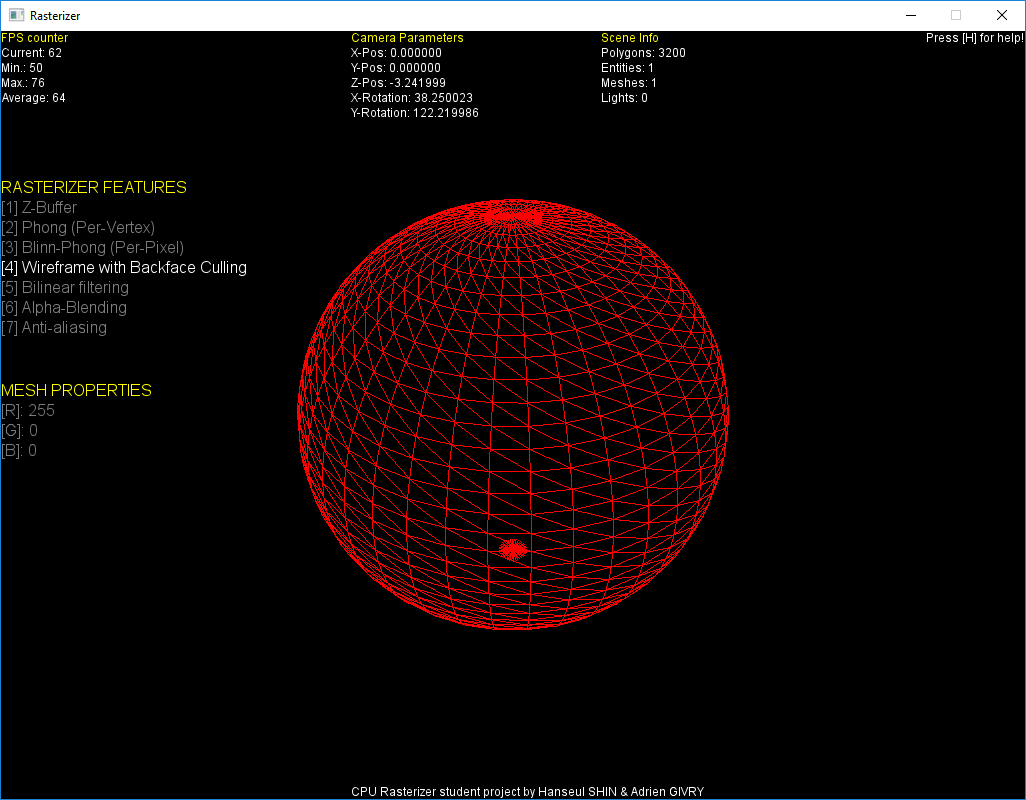 Rasterizer
FPS counter
Current: 62
Min.: 50
Max.: 76
Average: 64
Camera Parameters
X-Pos: 0.000000
Y-Pos: 0.000000
Z-Pos: -3.241999
X-Rotation: 38.250023
Y-Rotation: 122.219986
Scene Info
Polygons: 3200
Entities: 1
Meshes: 1
Lights: 0
Press [H] for help!
RASTERIZER FEATURES
[1] Z-Buffer
[2] Phong (Per-Vertex)
[3] Blinn-Phong (Per-Pixel)
[4] Wireframe with Backface Culling
[5] Bilinear filtering
[6] Alpha-Blending
[7] Anti-aliasing
MESH PROPERTIES
[R]: 255
[G]: 0
[B]: 0
CPU Rasterizer student project by Hanseul SHIN & Adrien GIVRY